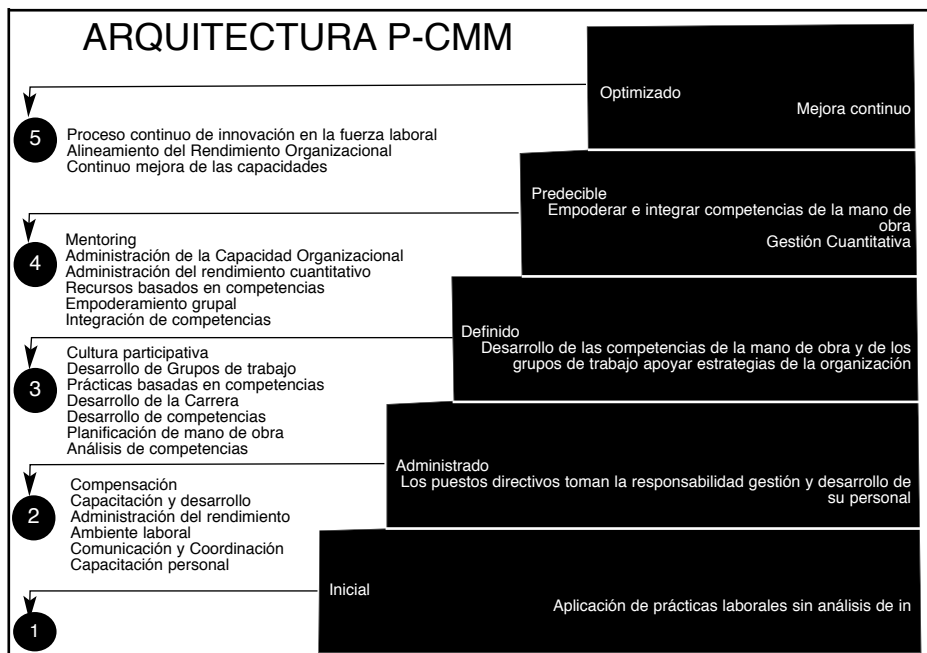 ARQUITECTURA P-CMM
Optimizado
Mejora continuo
5
Proceso continuo de innovación en la fuerza laboral
Alineamiento del Rendimiento Organizacional
Continuo mejora de las capacidades
Predecible
Empoderar e integrar competencias de la mano de
obra
Gestión Cuantitativa
4
Mentoring
Administración de la Capacidad Organizacional
Administración del rendimiento cuantitativo
Recursos basados en competencias
Empoderamiento grupal
Integración de competencias
Definido
Desarrollo de las competencias de la mano de obra y de los
grupos de trabajo apoyar estrategias de la organización
3
Cultura participativa
Desarrollo de Grupos de trabajo
Prácticas basadas en competencias
Desarrollo de la Carrera
Desarrollo de competencias
Planificación de mano de obra
Análisis de competencias
Administrado
Los puestos directivos toman la responsabilidad gestión y desarrollo de
su personal
2
Compensación
Capacitación y desarrollo
Administración del rendimiento
Ambiente laboral
Comunicación y Coordinación
Capacitación personal
Inicial
Aplicación de prácticas laborales sin análisis de in
1